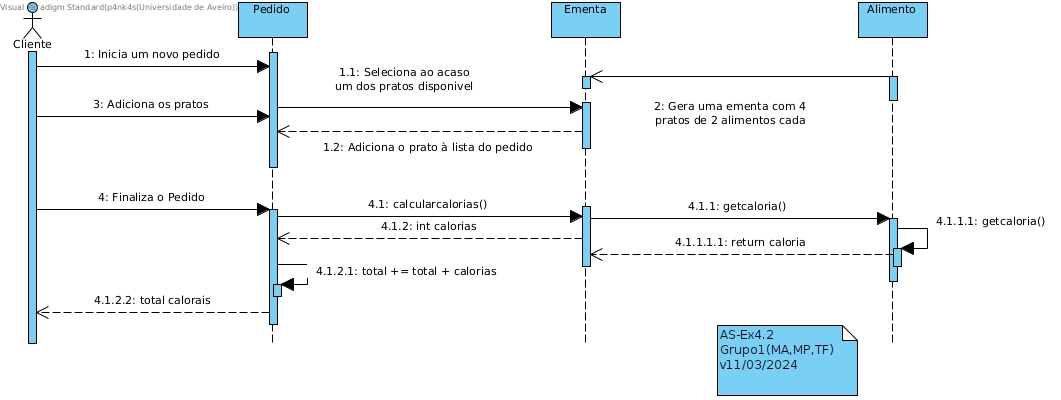 Visual Paradigm Standard(p4nk4s(Universidade de Aveiro))
Pedido
Ementa
Alimento
Cliente
1: Inicia um novo pedido
1.1: Seleciona ao acaso
um dos pratos disponivel
3: Adiciona os pratos
2: Gera uma ementa com 4
pratos de 2 alimentos cada
1.2: Adiciona o prato à lista do pedido
4: Finaliza o Pedido
4.1: calcularcalorias()
4.1.1: getcaloria()
4.1.1.1: getcaloria()
4.1.2: int calorias
4.1.1.1.1: return caloria
4.1.2.1: total += total + calorias
4.1.2.2: total calorais
AS-Ex4.2
Grupo1(MA,MP,TF)
v11/03/2024